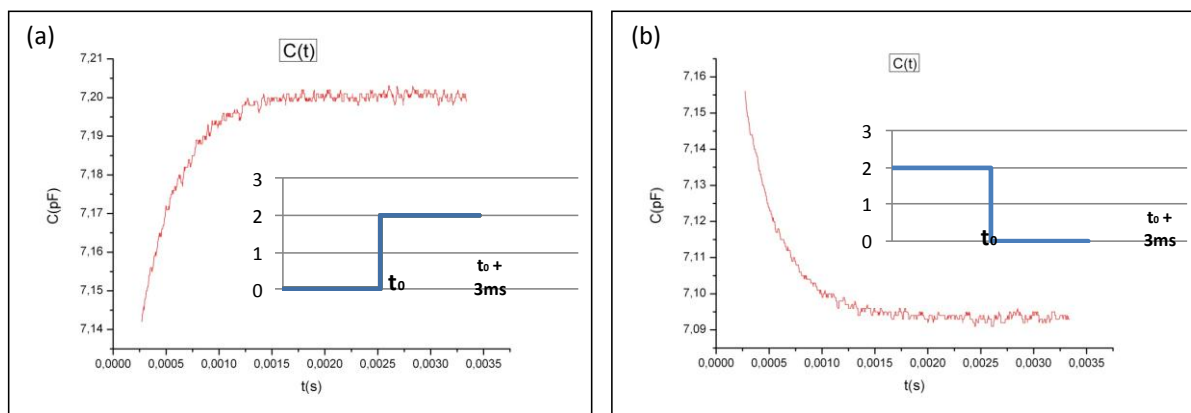 (a)
C(t)
7,21
7,20
7,19
7,18
7,17
7,16
7,15
7,14
C(pF)
0,0000 0,0005 0,0010 0,0015 0,0020 0,0025 0,0030 0,0035
t(s)
3
2
1
0
t₀
t₀ +
3ms
(b)
C(t)
7,16
7,15
7,14
7,13
7,12
7,11
7,10
7,09
C(pF)
0,0000 0,0005 0,0010 0,0015 0,0020 0,0025 0,0030 0,0035
t(s)
3
2
1
0
t₀
t₀ +
3ms